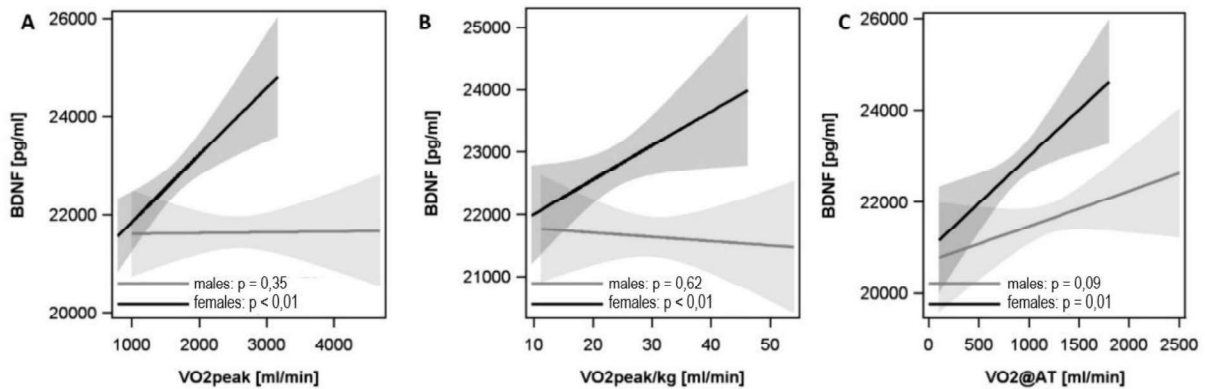 A
BDNF [pg/ml]
26000
24000
22000
20000
males: p = 0,35
females: p < 0,01
1000 2000 3000 4000
VO2peak [ml/min]
B
BDNF [pg/ml]
25000
24000
23000
22000
21000
males: p = 0,62
females: p < 0,01
10 20 30 40 50
VO2peak/kg [ml/min]
C
BDNF [pg/ml]
26000
24000
22000
20000
males: p = 0,09
females: p = 0,01
0 500 1000 1500 2000 2500
VO2@AT [ml/min]